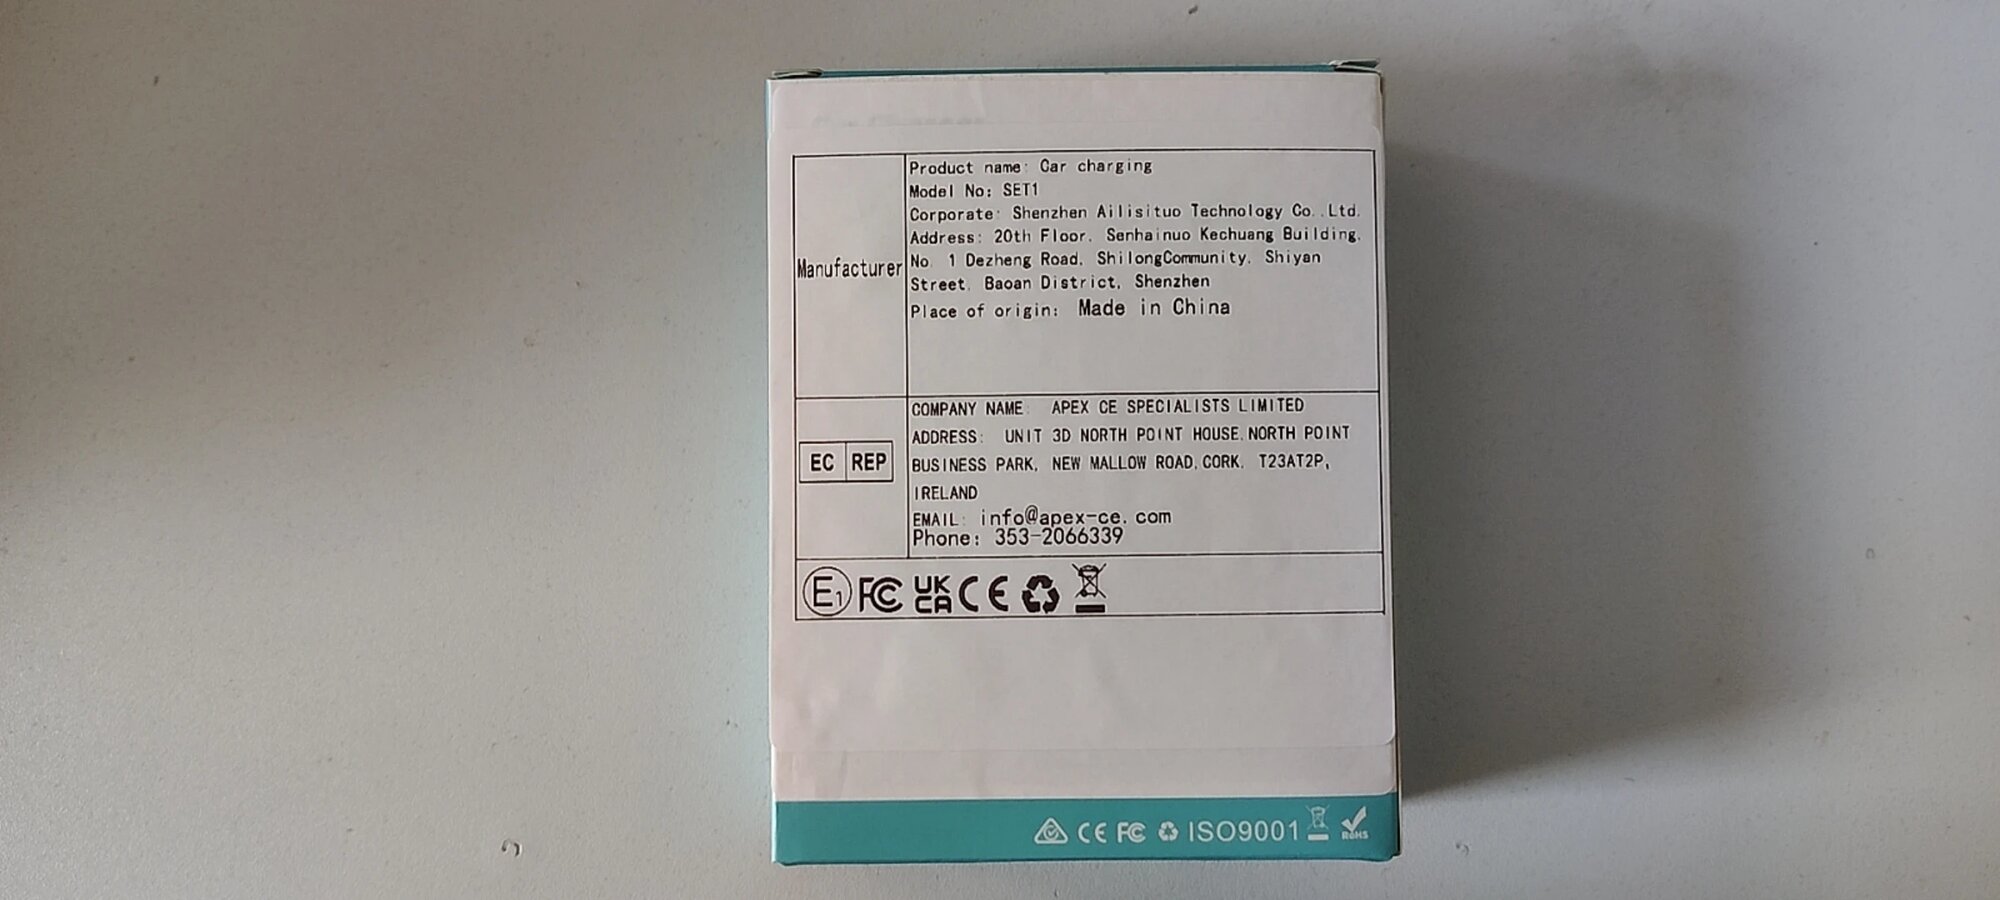 Product name: Car charging
Model No: SET1
Corporate: Shenzhen Ailisituo Technology Co.,Ltd.
Address: 20th Floor, Senhainuo Kechuang Building,
Manufacturer
No. 1 Dezheng Road, ShilongCommunity, Shiyan
Street, Baoan District, Shenzhen
Place of origin: Made in China
COMPANY NAME: APEX CE SPECIALISTS LIMITED
ADDRESS: UNIT 3D NORTH POINT HOUSE,NORTH POINT
EC REP
BUSINESS PARK, NEW MALLOW ROAD,CORK, T23AT2P,
IRELAND
EMAIL: info@apex-ce.com
Phone: 353-2066339
E1 FC UK CA CE
CE FC ISO9001 RoHS